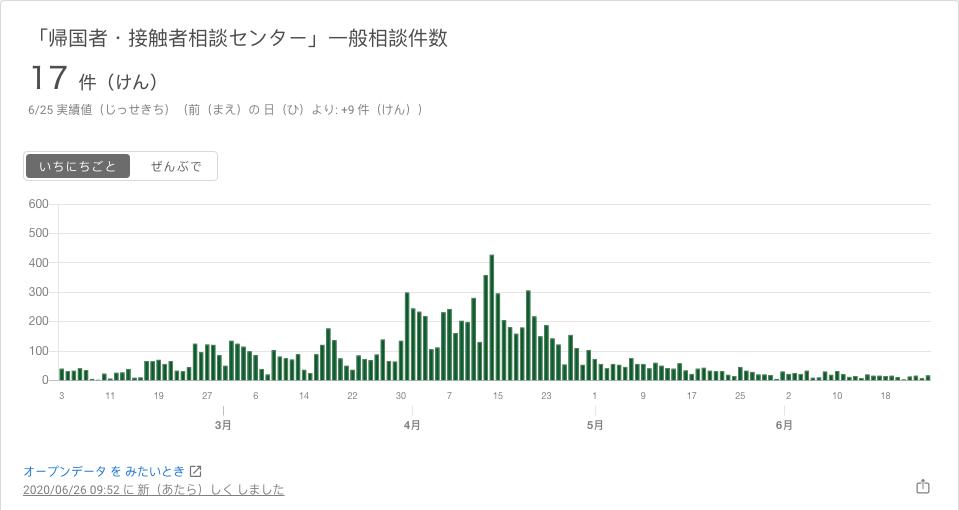 「帰国者・接触者相談センター」一般相談件数
17 件（けん）
6/25 実績値（じっせきち）（前（まえ）の 日（ひ）より: +9 件（けん））
いちにちごと ぜんぶで
600
500
400
300
200
100
0
3 11 19 27 6 14 22 30 7 15 23 1 9 17 25 2 10 18
3月 4月 5月 6月
オープンデータ を みたいとき
2020/06/26 09:52 に 新（あたら）しく しました